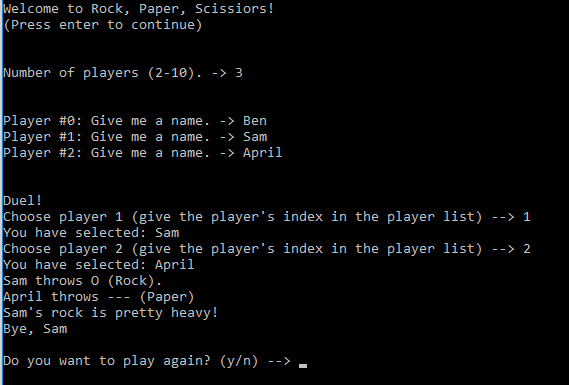 Welcome to Rock, Paper, Scissiors!
(Press enter to continue)
Number of players (2-10). -> 3
Player #0: Give me a name. -> Ben
Player #1: Give me a name. -> Sam
Player #2: Give me a name. -> April
Duel!
Choose player 1 (give the player's index in the player list) --> 1
You have selected: Sam
Choose player 2 (give the player's index in the player list) --> 2
You have selected: April
Sam throws O (Rock).
April throws --- (Paper)
Sam's rock is pretty heavy!
Bye, Sam
Do you want to play again? (y/n) --> _